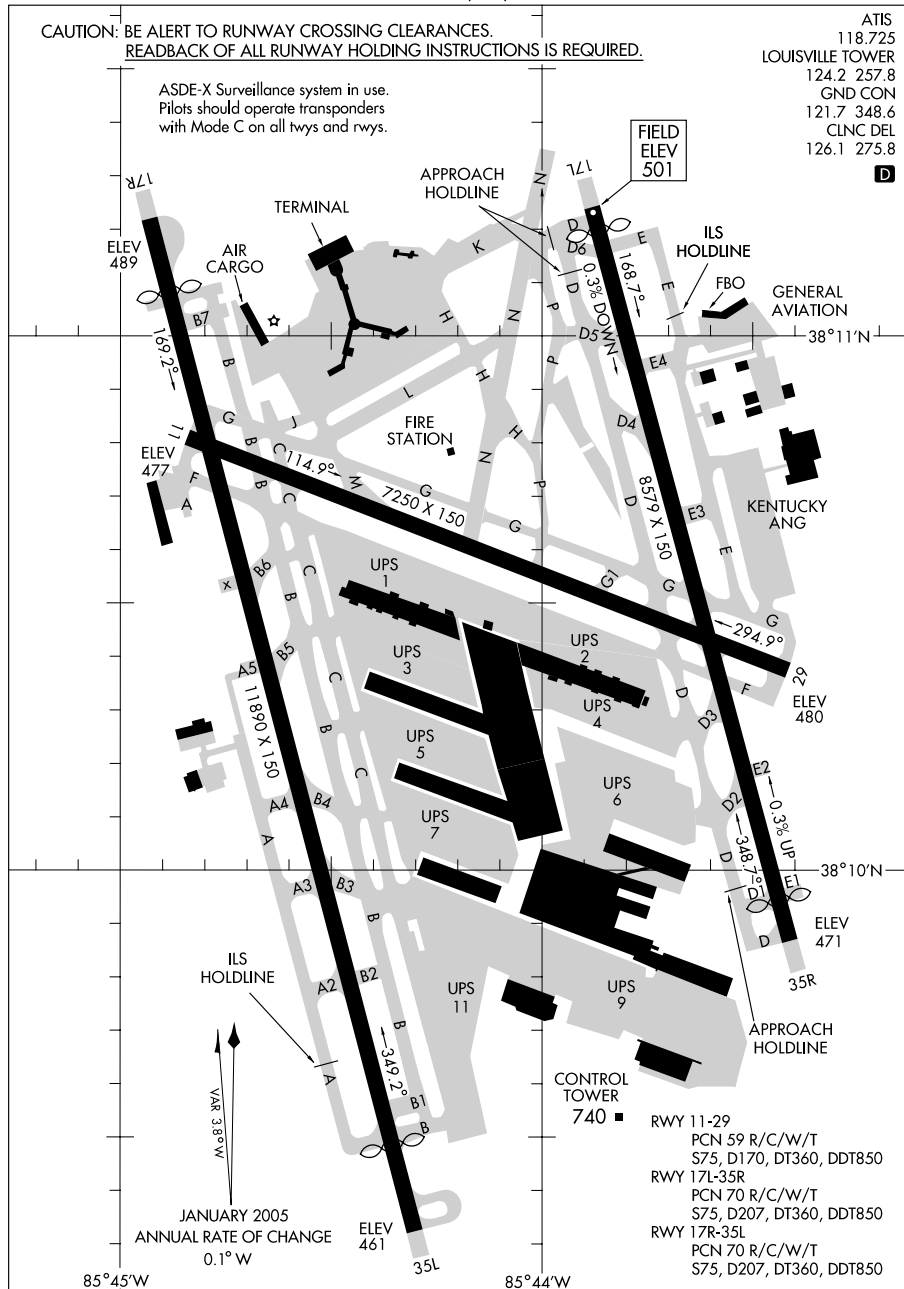 CAUTION: BE ALERT TO RUNWAY CROSSING CLEARANCES.
READBACK OF ALL RUNWAY HOLDING INSTRUCTIONS IS REQUIRED.
ASDE-X Surveillance system in use.
Pilots should operate transponders
with Mode C on all twys and rwys.
ATIS
118.725
LOUISVILLE TOWER
124.2 257.8
GND CON
121.7 348.6
CLNC DEL
126.1 275.8
D
FIELD
ELEV
501
APPROACH
HOLDLINE
17R
17L
TERMINAL
N
K
D
D6
E
ILS
HOLDLINE
ELEV
489
AIR
CARGO
FBO
GENERAL
AVIATION
168.7°
0.3% DOWN
D
P
E
B7
H
N
P
D5
38°11'N
169.2°
B
L
H
P
E4
G
J
FIRE
STATION
H
D4
11
B
C
ELEV
477
114.9°
M
G
N
P
D
8579 X 150
KENTUCKY
ANG
F
A
B
C
7250 X 150
G
E3
E
X
B6
C
B
UPS
1
G1
G
G
294.9°
29
A5
B5
C
UPS
3
UPS
2
D
F
ELEV
480
11890 X 150
B
UPS
4
D3
C
UPS
5
UPS
6
E2
A4
B4
A
UPS
7
D2
0.3% UP
348.7°
D
38°10'N
A3
B3
B
D1
E1
ELEV
471
D
35R
ILS
HOLDLINE
A2
B2
UPS
11
UPS
9
B
APPROACH
HOLDLINE
A
349.2°
VAR 3.8° W
CONTROL
TOWER
740
B1
B
RWY 11-29
PCN 59 R/C/W/T
S75, D170, DT360, DDT850
RWY 17L-35R
PCN 70 R/C/W/T
S75, D207, DT360, DDT850
RWY 17R-35L
PCN 70 R/C/W/T
S75, D207, DT360, DDT850
JANUARY 2005
ANNUAL RATE OF CHANGE
0.1° W
ELEV
461
35L
85°45'W
85°44'W